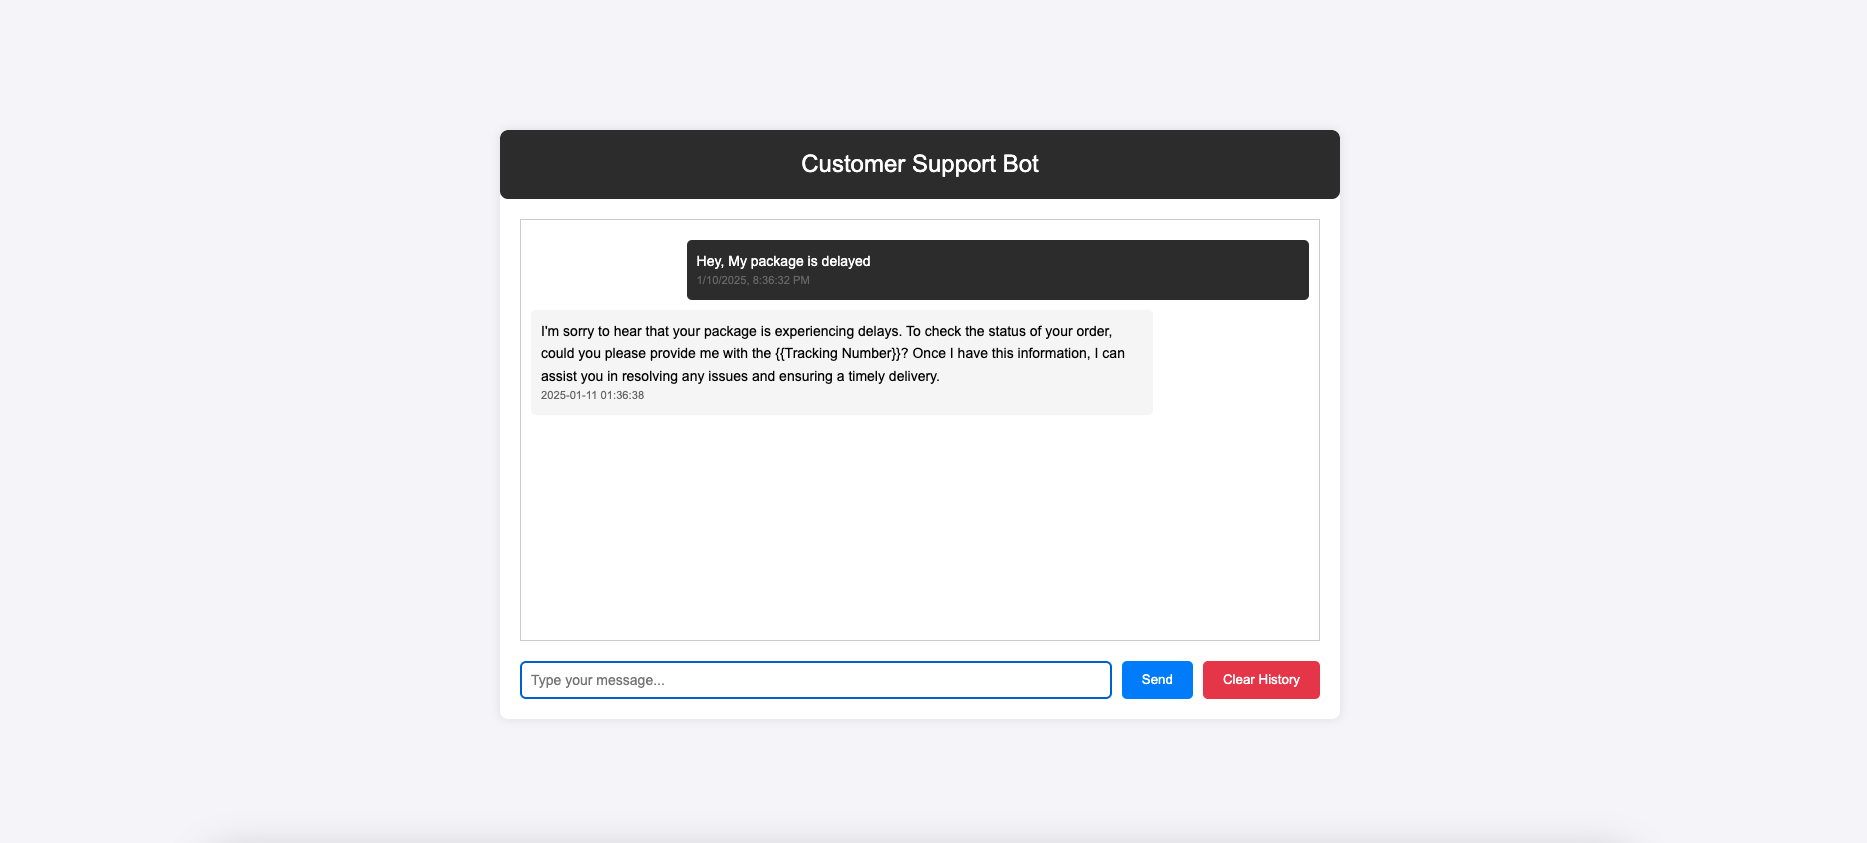 Customer Support Bot
Hey, My package is delayed
1/10/2025, 8:36:32 PM
I'm sorry to hear that your package is experiencing delays. To check the status of your order,
could you please provide me with the {{Tracking Number}}? Once I have this information, I can
assist you in resolving any issues and ensuring a timely delivery.
2025-01-11 01:36:38
Type your message...
Send
Clear History